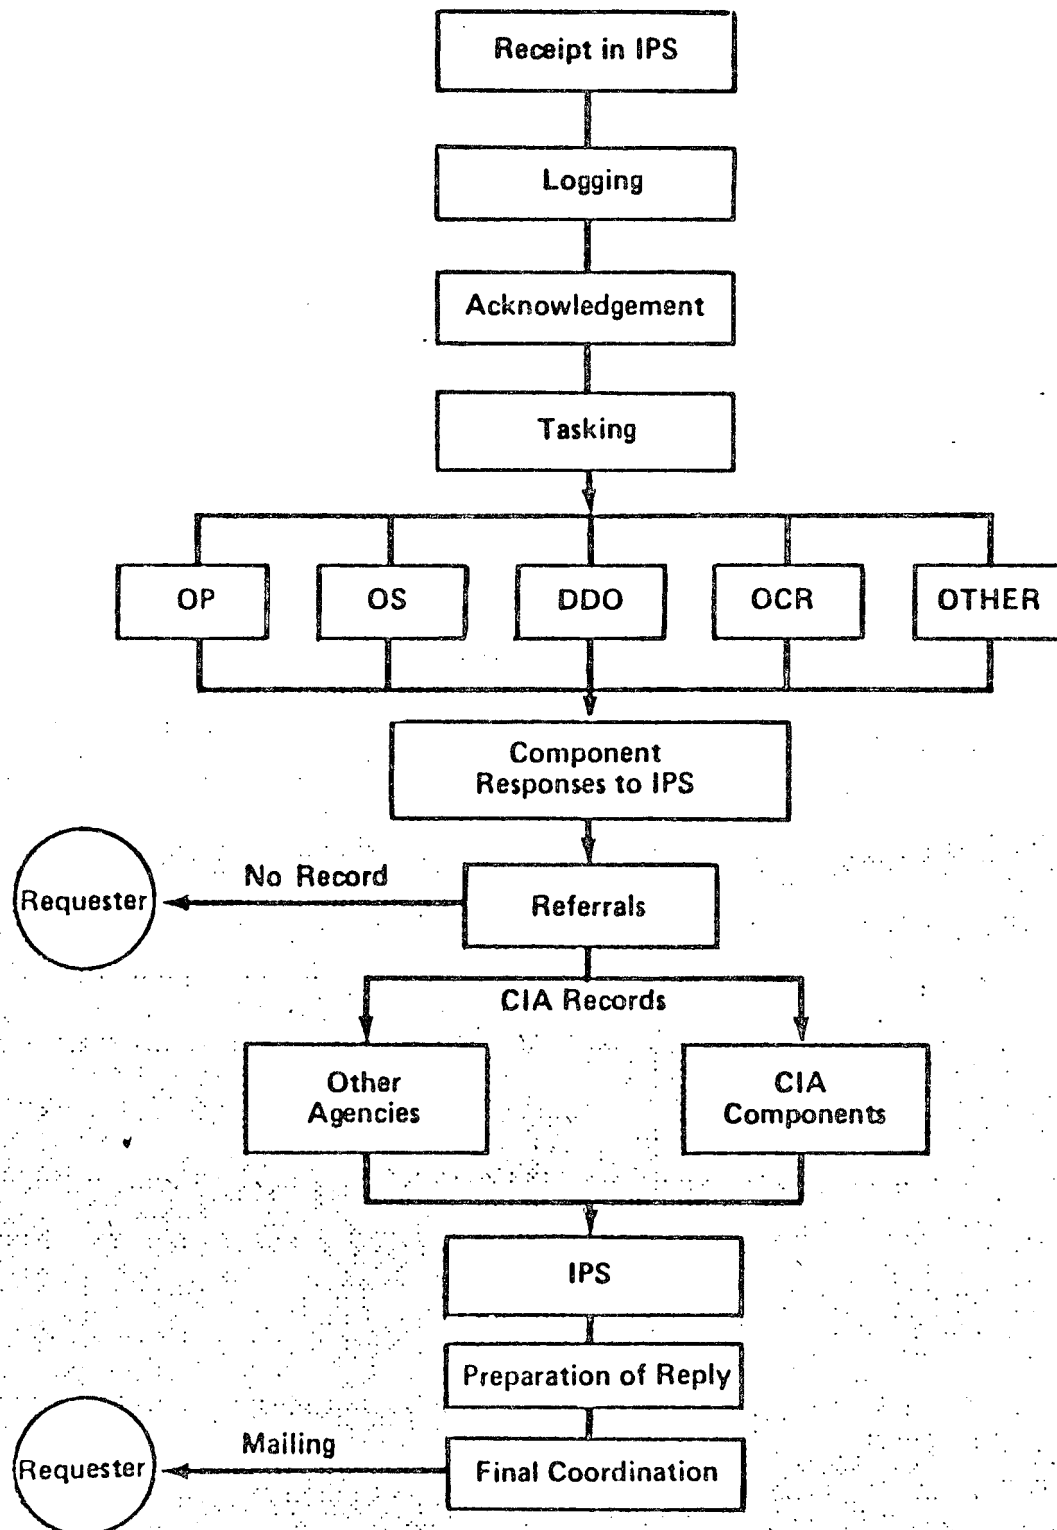 Receipt in IPS
Logging
Acknowledgement
Tasking
OP
OS
DDO
OCR
OTHER
Component
Responses to IPS
No Record
Requester
Referrals
CIA Records
Other
Agencies
CIA
Components
IPS
Preparation of Reply
Mailing
Requester
Final Coordination